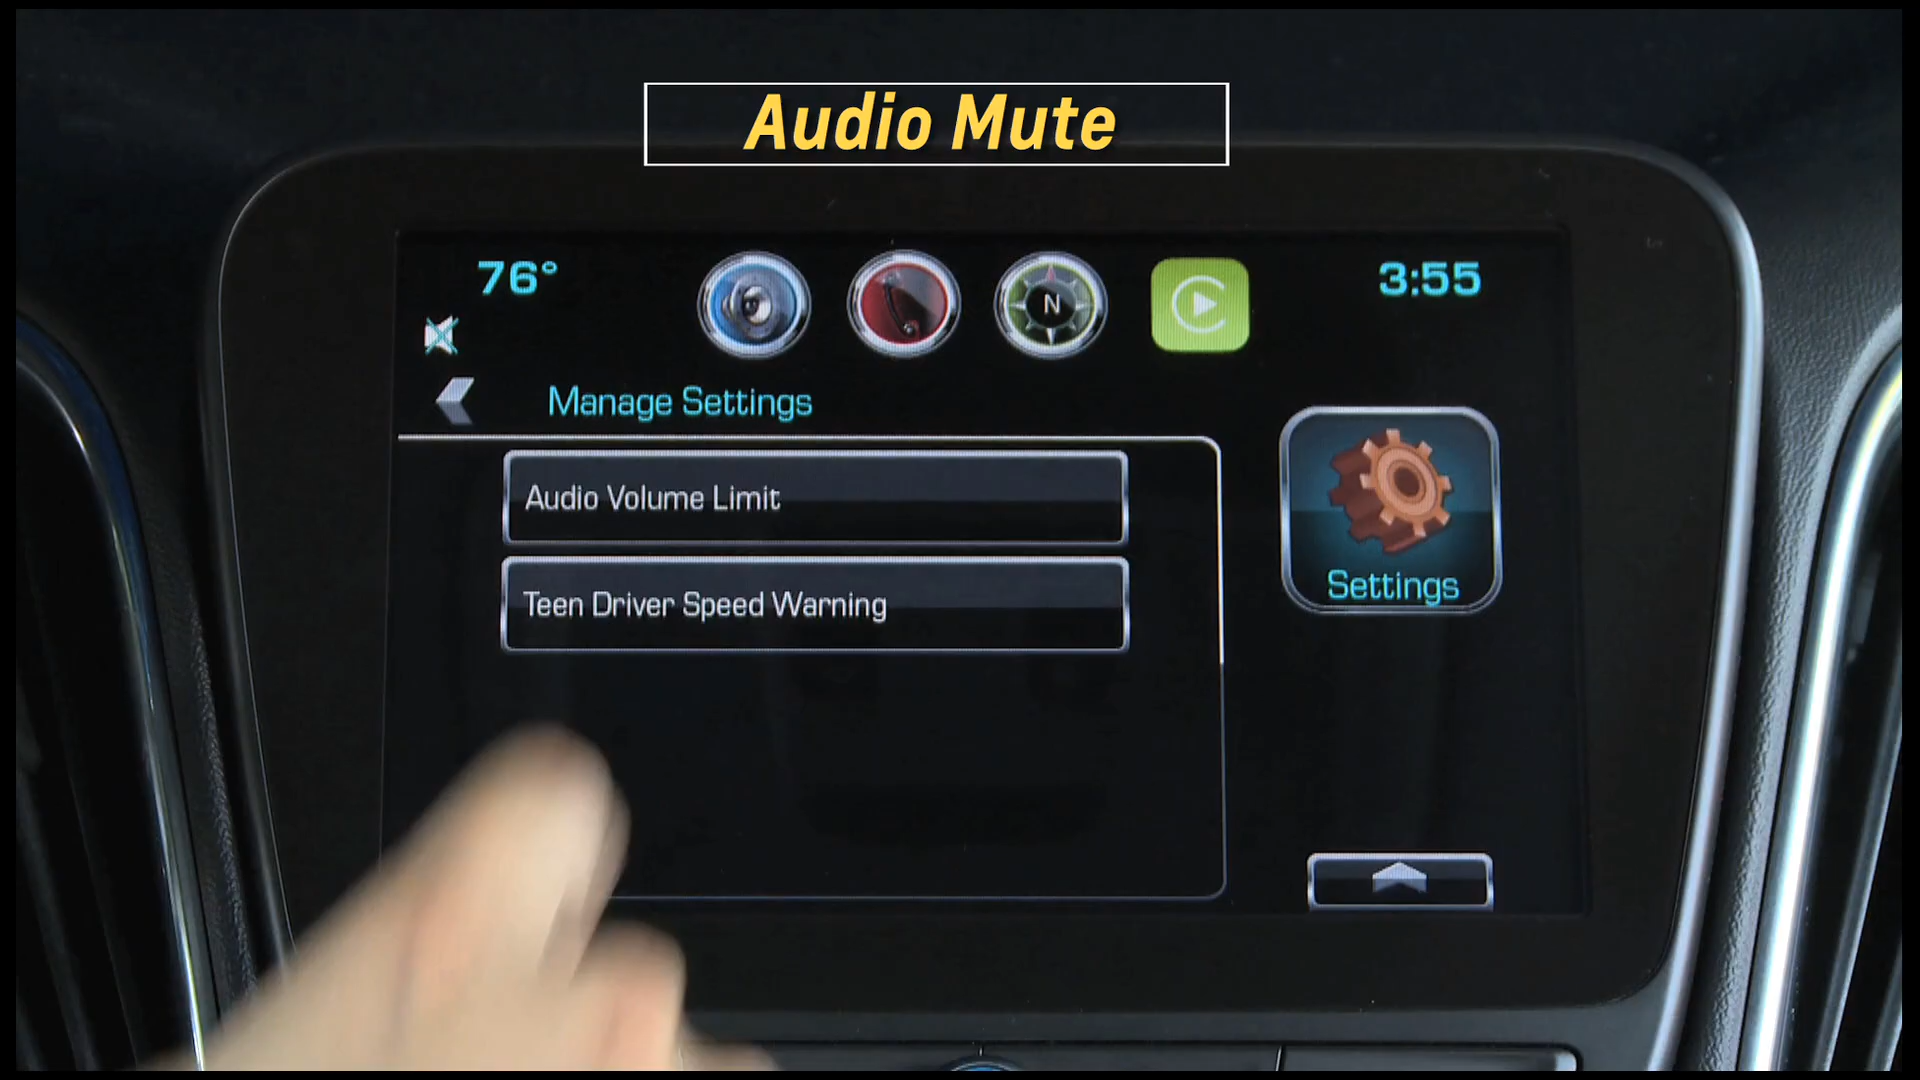 Audio Mute
76°
N
3:55
Manage Settings
Audio Volume Limit
Settings
Teen Driver Speed Warning